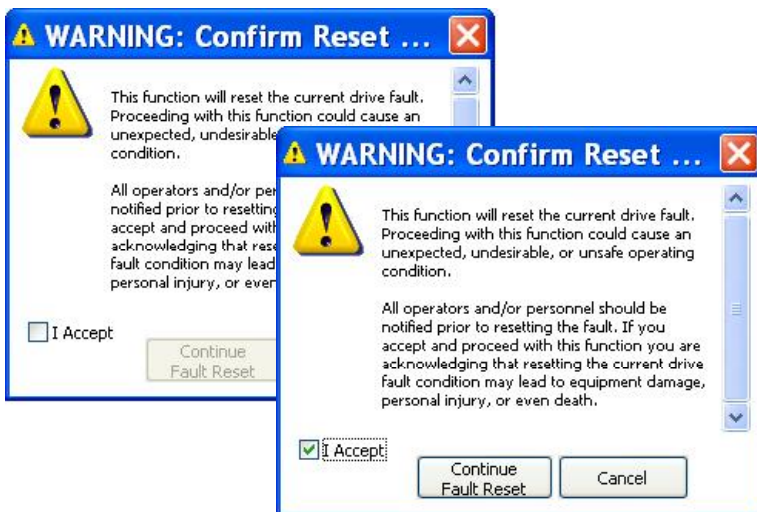 WARNING: Confirm Reset ...
This function will reset the current drive fault.
Proceeding with this function could cause an
unexpected, undesirable
condition.
All operators and/or per
notified prior to resetting
accept and proceed with
acknowledging that rese
fault condition may lead
personal injury, or ever
I Accept
Continue
Fault Reset
WARNING: Confirm Reset ...
This function will reset the current drive fault.
Proceeding with this function could cause an
unexpected, undesirable, or unsafe operating
condition.
All operators and/or personnel should be
notified prior to resetting the fault. If you
accept and proceed with this function you are
acknowledging that resetting the current drive
fault condition may lead to equipment damage,
personal injury, or even death.
I Accept
Continue
Fault Reset
Cancel